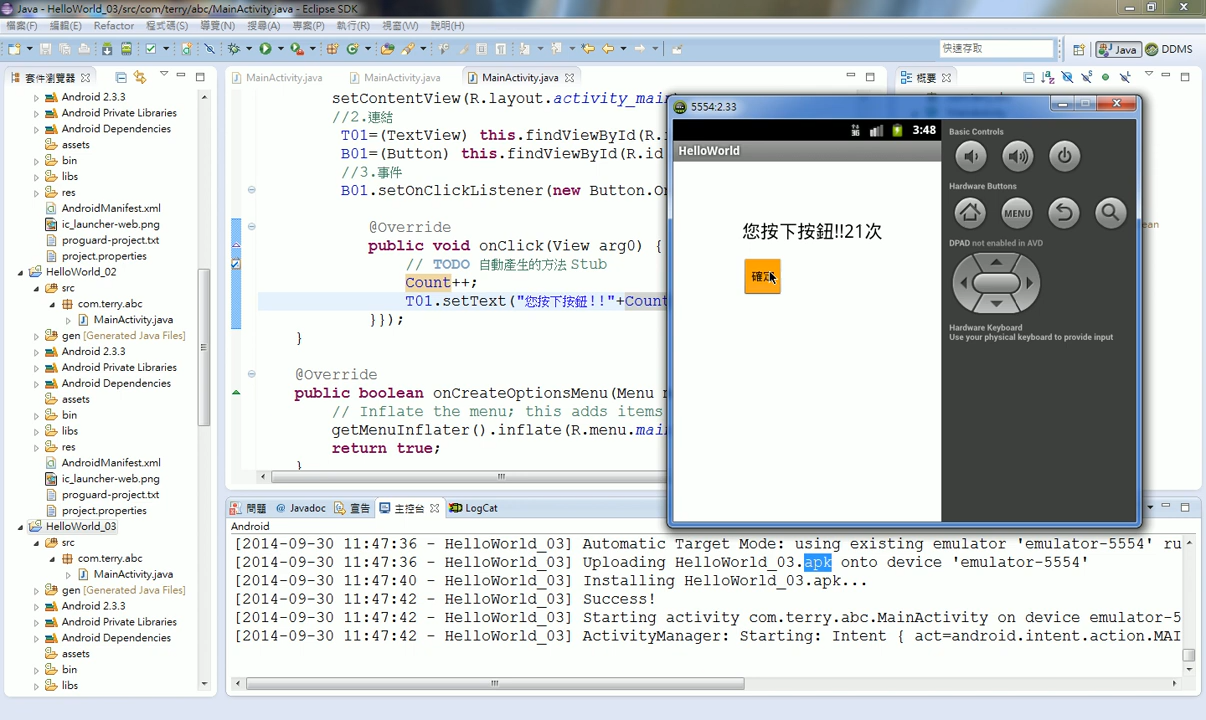 Java - HelloWorld_03/src/com/terry/abc/MainActivity.java - Eclipse SDK
檔案(F) 編輯(E) Refactor 程式碼(S) 導覽(N) 搜尋(A) 專案(P) 執行(R) 視窗(W) 說明(H)
快速存取
Java
DDMS
套件瀏覽器
Android 2.3.3
Android Private Libraries
Android Dependencies
assets
bin
libs
res
AndroidManifest.xml
ic_launcher-web.png
proguard-project.txt
project.properties
HelloWorld_02
src
com.terry.abc
MainActivity.java
gen [Generated Java Files]
Android 2.3.3
Android Private Libraries
Android Dependencies
assets
bin
libs
res
AndroidManifest.xml
ic_launcher-web.png
proguard-project.txt
project.properties
HelloWorld_03
src
com.terry.abc
MainActivity.java
gen [Generated Java Files]
Android 2.3.3
Android Private Libraries
Android Dependencies
assets
bin
libs
MainActivity.java MainActivity.java MainActivity.java
setContentView(R.layout.activity_mai
//2.連結
T01=(TextView) this.findViewById(R.i
B01=(Button) this.findViewById(R.id
//3.事件
B01.setOnClickListener(new Button.On
@Override
public void onClick(View arg0) {
// TODO 自動產生的方法 Stub
Count++;
T01.setText("您按下按鈕!!"+Count
}});
}
@Override
public boolean onCreateOptionsMenu(Menu m
// Inflate the menu; this adds items
getMenuInflater().inflate(R.menu.mai
return true;
}
概要
5554:2.33
3G
3:48
HelloWorld
您按下按鈕!!21次
確定
Basic Controls
Hardware Buttons
MENU
DPAD not enabled in AVD
Hardware Keyboard
Use your physical keyboard to provide input
問題 @ Javadoc 宣告 主控台 LogCat
Android
[2014-09-30 11:47:36 - HelloWorld_03] Automatic Target Mode: using existing emulator 'emulator-5554' ru
[2014-09-30 11:47:36 - HelloWorld_03] Uploading HelloWorld_03.apk onto device 'emulator-5554'
[2014-09-30 11:47:40 - HelloWorld_03] Installing HelloWorld_03.apk...
[2014-09-30 11:47:42 - HelloWorld_03] Success!
[2014-09-30 11:47:42 - HelloWorld_03] Starting activity com.terry.abc.MainActivity on device emulator-5
[2014-09-30 11:47:42 - HelloWorld_03] ActivityManager: Starting: Intent { act=android.intent.action.MAI